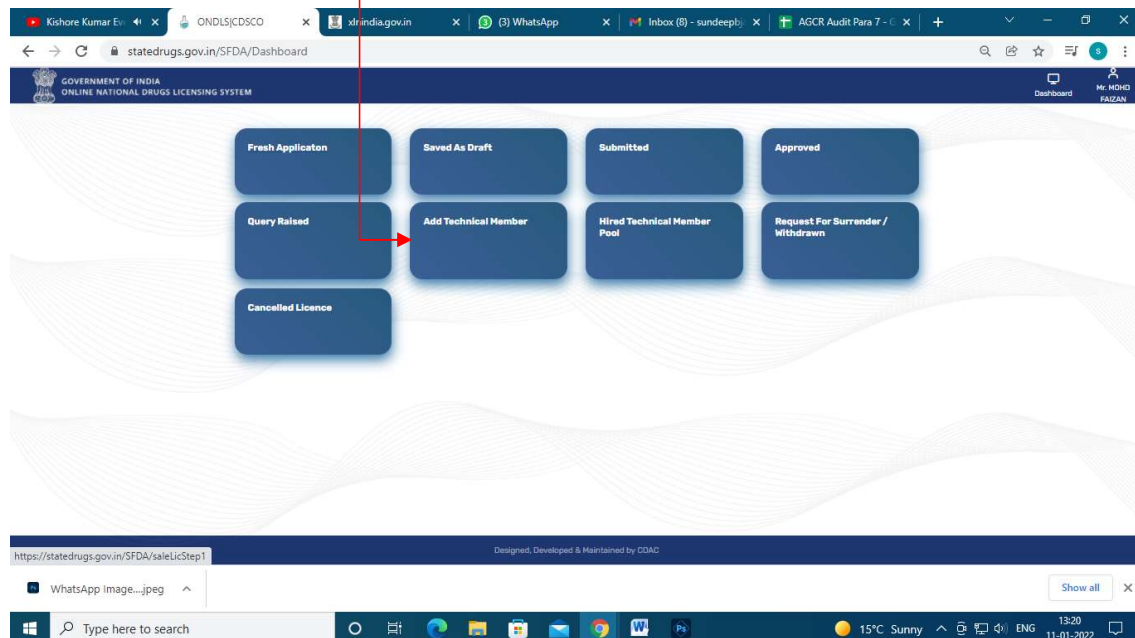 Kishore Kumar Ev
ONDLS|CDSCO
xlnindia.gov.in
(3) WhatsApp
Inbox (8) - sundeepbj
AGCR Audit Para 7 - G
statedrugs.gov.in/SFDA/Dashboard
S
GOVERNMENT OF INDIA
ONLINE NATIONAL DRUGS LICENSING SYSTEM
Dashboard
Mr. MOHD
FAIZAN
Fresh Applicaton
Saved As Draft
Submitted
Approved
Query Raised
Add Technical Member
Hired Technical Member
Pool
Request For Surrender /
Withdrawn
Cancelled Licence
Designed, Developed & Maintained by CDAC
https://statedrugs.gov.in/SFDA/saleLicStep1
WhatsApp Image....jpeg
Show all
Type here to search
W
Ps
15°C Sunny
ENG
13:20
11-01-2022